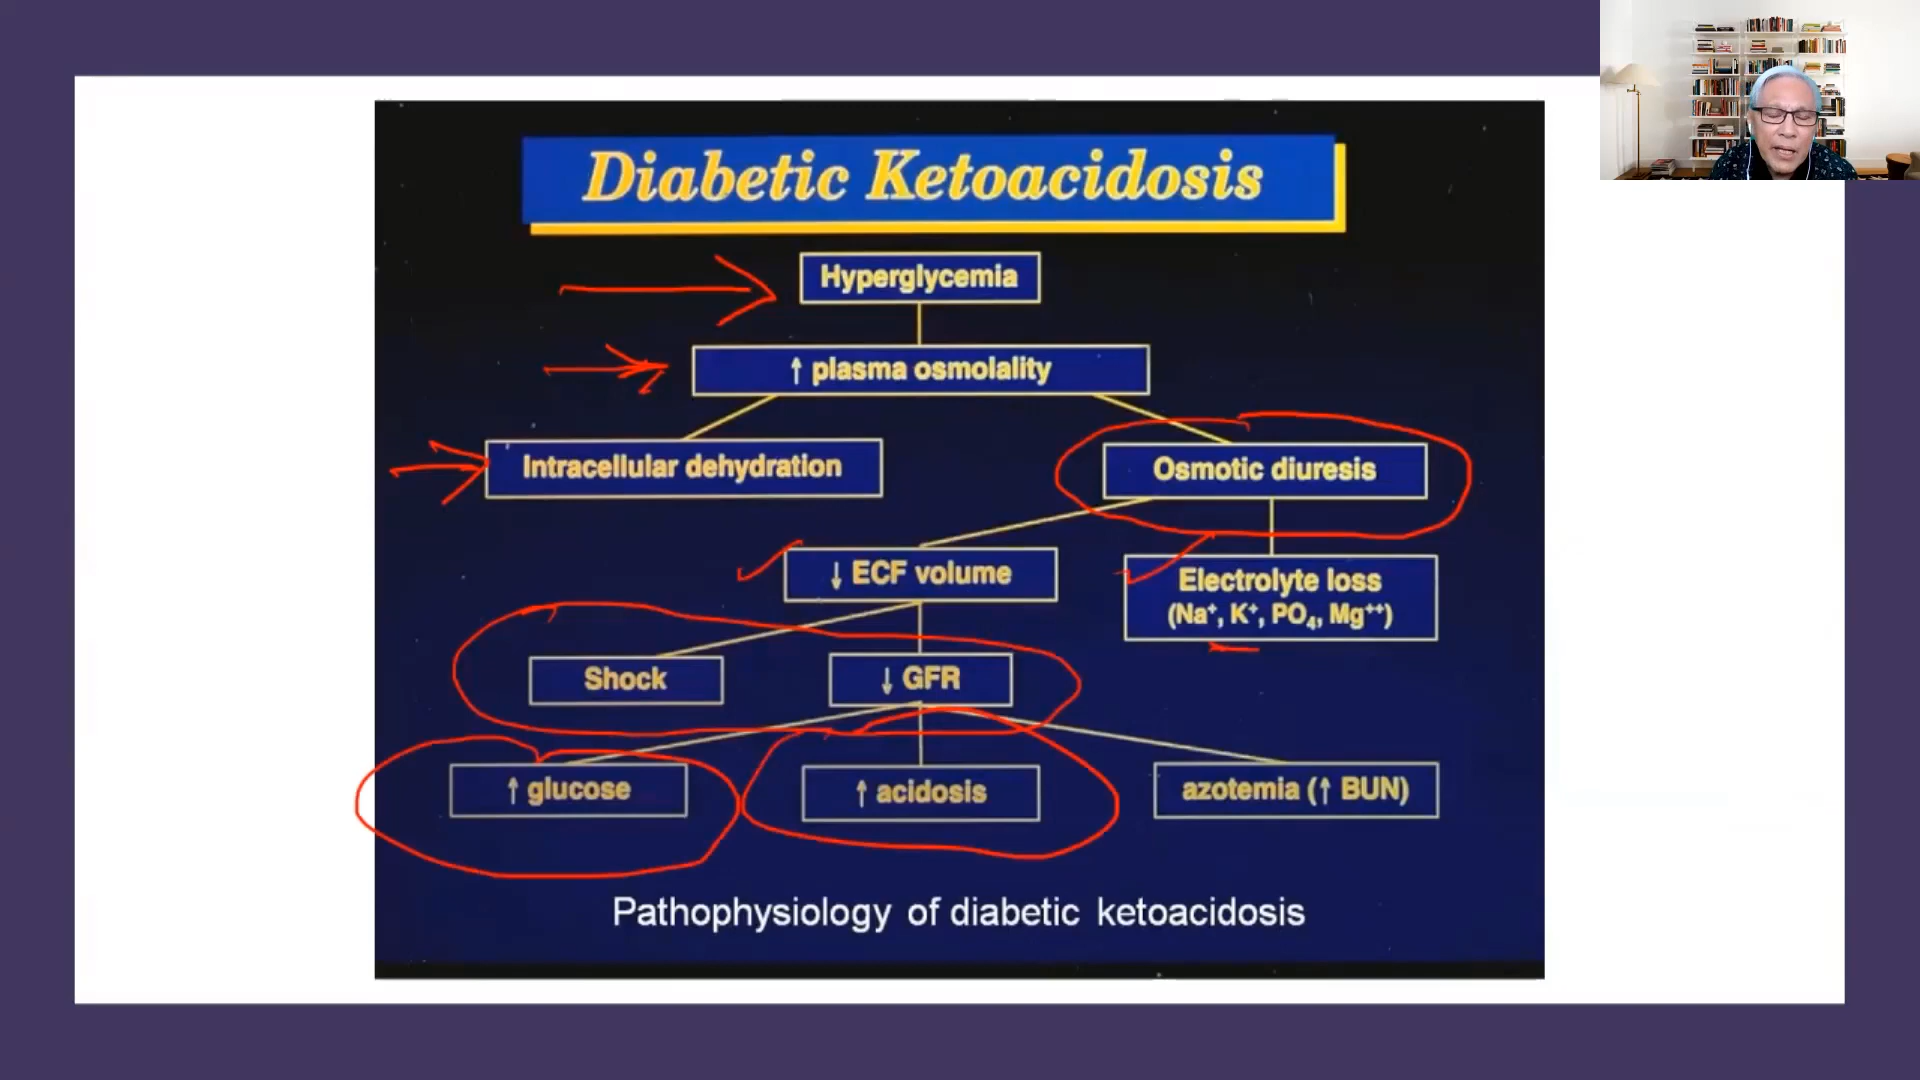 Diabetic Ketoacidosis
Hyperglycemia
↑ plasma osmolality
Intracellular dehydration
Osmotic diuresis
↓ ECF volume
Electrolyte loss
(Na⁺, K⁺, PO₄, Mg⁺⁺)
Shock
↓ GFR
↑ glucose
↑ acidosis
azotemia (↑ BUN)
Pathophysiology of diabetic ketoacidosis